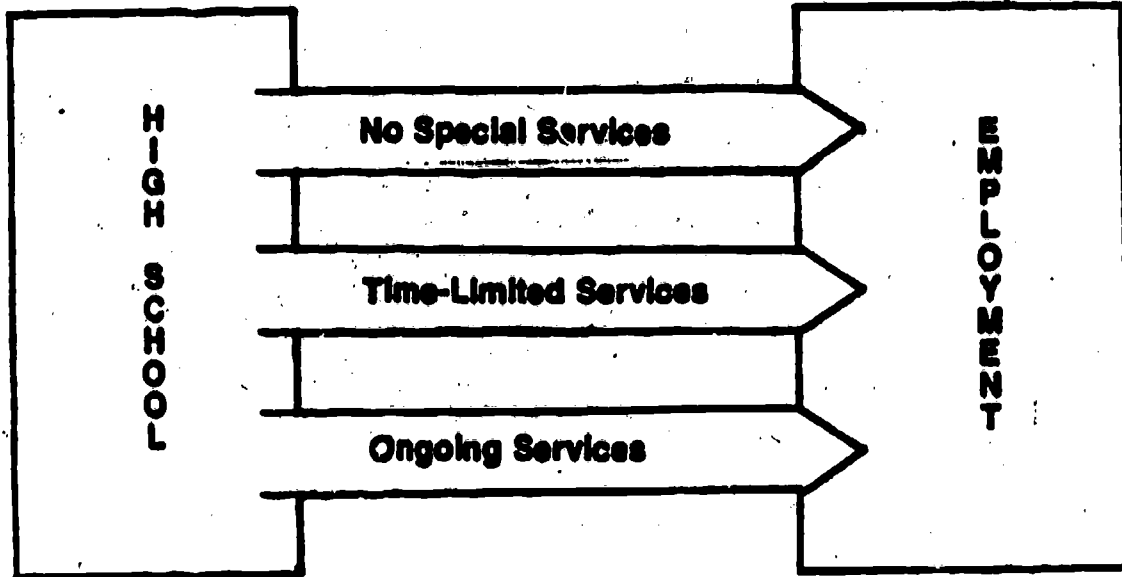 HIGH SCHOOL
No Special Services
Time-Limited Services
Ongoing Services
EMPLOYMENT